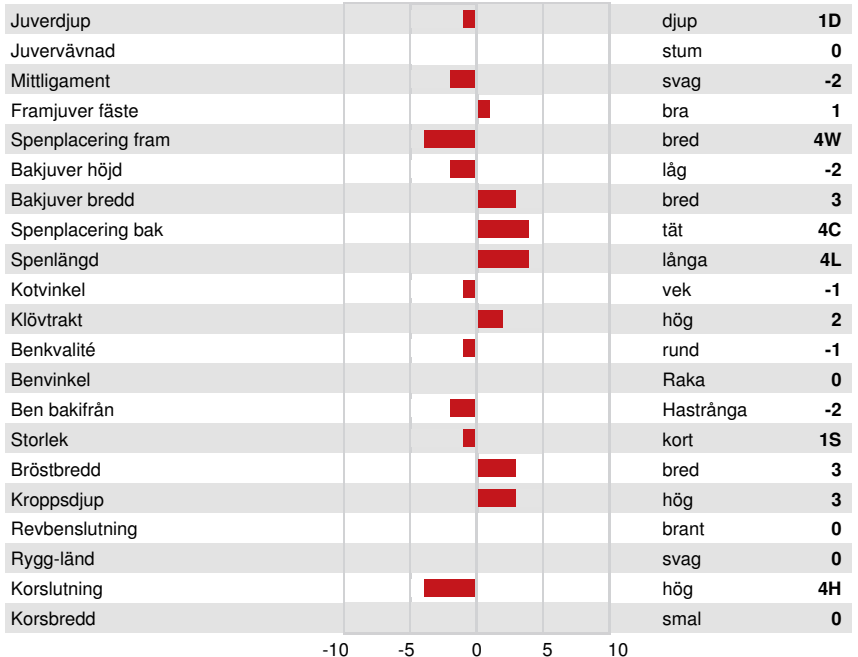 Juverdjup djup 1D
Juvervävnad stum 0
Mittligament svag -2
Framjuver fäste bra 1
Spenplacering fram bred 4W
Bakjuver höjd låg -2
Bakjuver bredd bred 3
Spenplacering bak tät 4C
Spenlängd långa 4L
Kotvinkel vek -1
Klövtrakt hög 2
Benkvalité rund -1
Benvinkel Raka 0
Ben bakifrån Hastrånga -2
Storlek kort 1S
Bröstbredd bred 3
Kroppsdjup hög 3
Revbenslutning brant 0
Rygg-länd svag 0
Korslutning hög 4H
Korsbredd smal 0
-10 -5 0 5 10